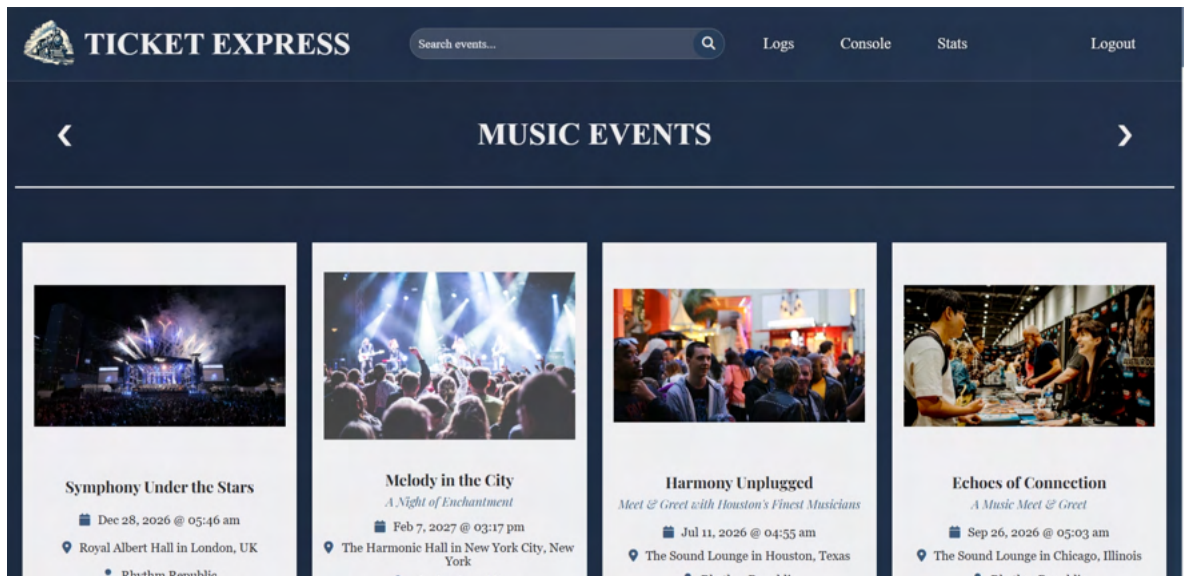 TICKET EXPRESS
Search events...
Logs
Console
Stats
Logout
MUSIC EVENTS
Symphony Under the Stars
Dec 28, 2026 @ 05:46 am
Royal Albert Hall in London, UK
Rhythm Republic
Melody in the City
A Night of Enchantment
Feb 7, 2027 @ 03:17 pm
The Harmonic Hall in New York City, New
York
Harmony Unplugged
Meet & Greet with Houston's Finest Musicians
Jul 11, 2026 @ 04:55 am
The Sound Lounge in Houston, Texas
Echoes of Connection
A Music Meet & Greet
Sep 26, 2026 @ 05:03 am
The Sound Lounge in Chicago, Illinois